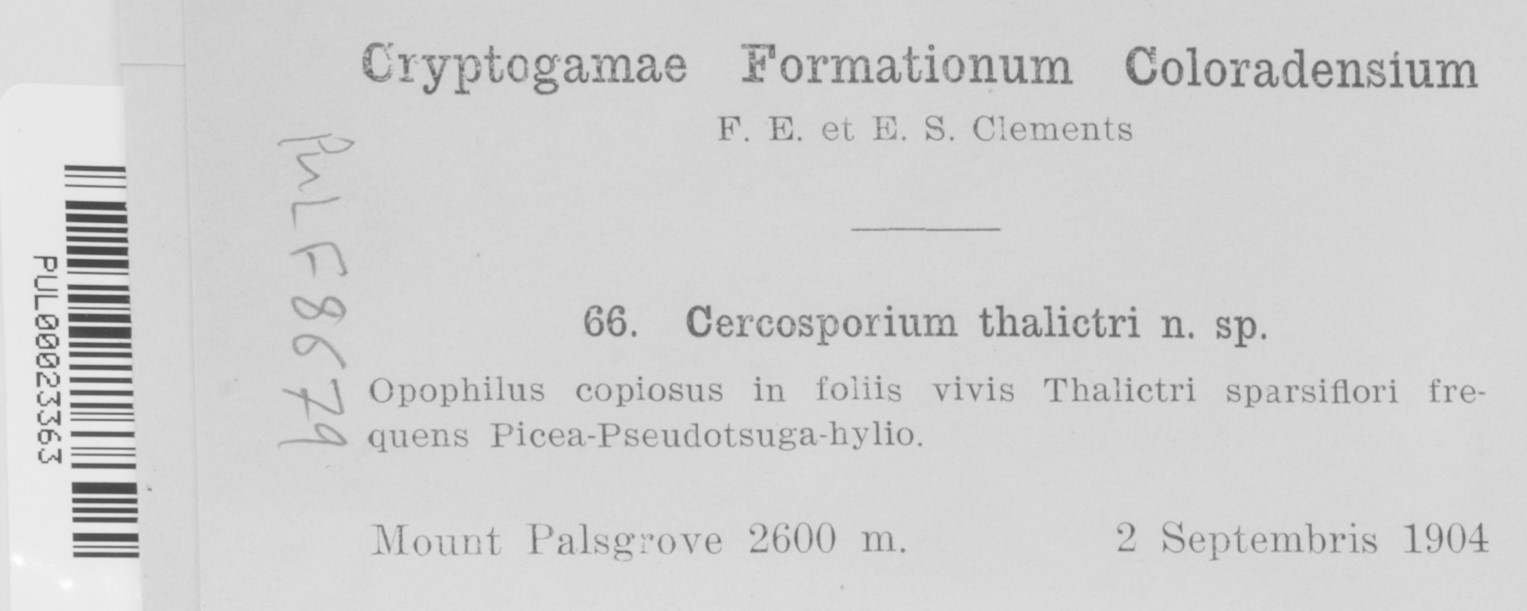 Cryptogamae Formationum Coloradensium
F. E. et E. S. Clements
66. Cercosporium thalictri n. sp.
Opophilus copiosus in foliis vivis Thalictri sparsiflori fre-
quens Picea-Pseudotsuga-hylio.
Mount Palsgrove 2600 m. 2 Septembris 1904
PUL F8679
PUL00023363